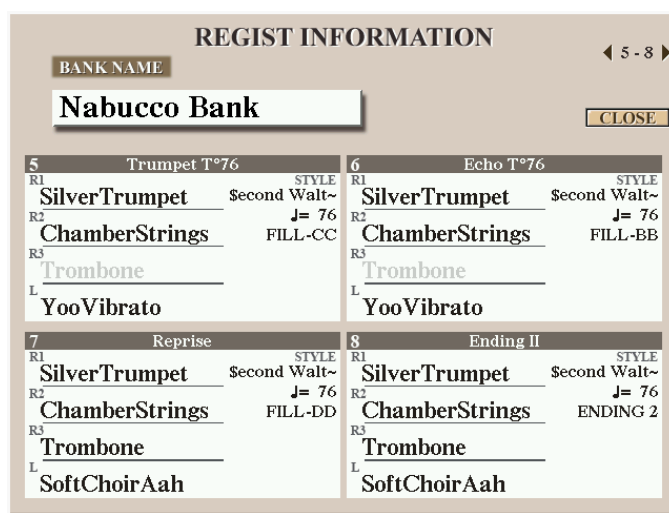 REGIST INFORMATION
5 - 8
BANK NAME
Nabucco Bank
CLOSE
5 Trumpet T°76
R1 STYLE
SilverTrumpet $econd Walt~
R2 ♩= 76
ChamberStrings FILL-CC
R3
Trombone
L
YooVibrato
6 Echo T°76
R1 STYLE
SilverTrumpet $econd Walt~
R2 ♩= 76
ChamberStrings FILL-BB
R3
Trombone
L
YooVibrato
7 Reprise
R1 STYLE
SilverTrumpet $econd Walt~
R2 ♩= 76
ChamberStrings FILL-DD
R3
Trombone
L
SoftChoirAah
8 Ending II
R1 STYLE
SilverTrumpet $econd Walt~
R2 ♩= 76
ChamberStrings ENDING 2
R3
Trombone
L
SoftChoirAah